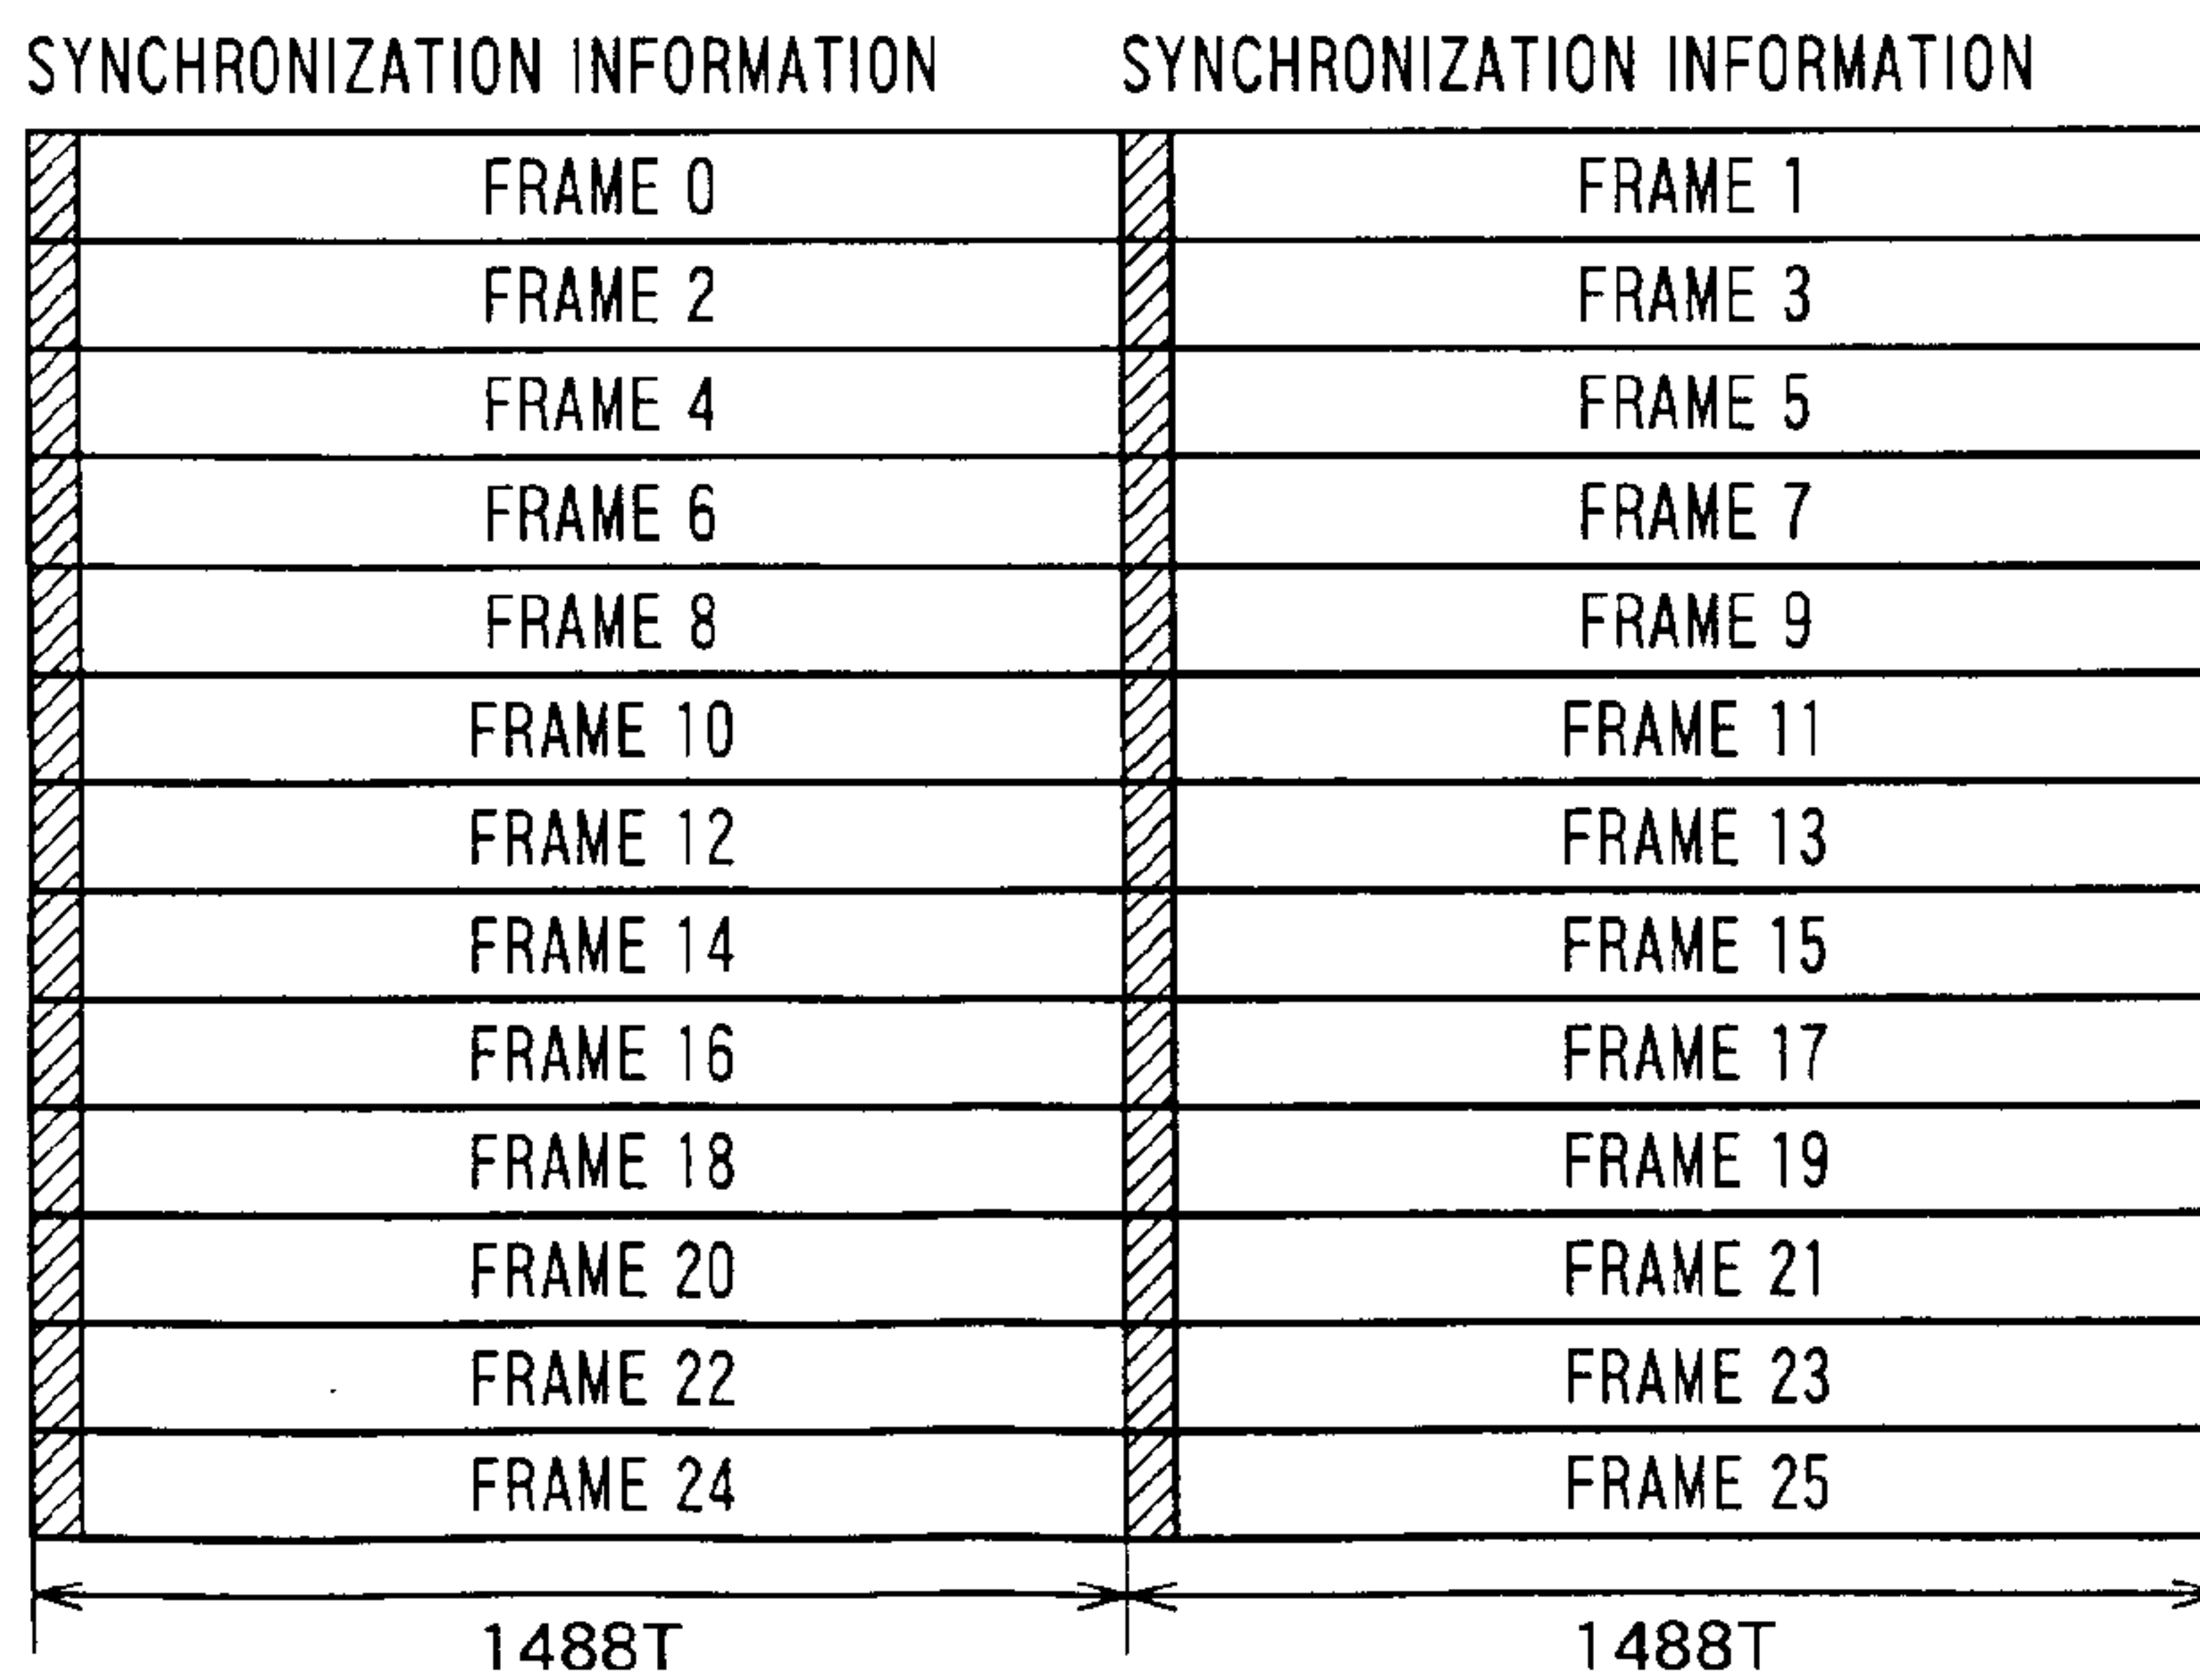 SYNCHRONIZATION INFORMATION SYNCHRONIZATION INFORMATION
FRAME 0 FRAME 1
FRAME 2 FRAME 3
FRAME 4 FRAME 5
FRAME 6 FRAME 7
FRAME 8 FRAME 9
FRAME 10 FRAME 11
FRAME 12 FRAME 13
FRAME 14 FRAME 15
FRAME 16 FRAME 17
FRAME 18 FRAME 19
FRAME 20 FRAME 21
FRAME 22 FRAME 23
FRAME 24 FRAME 25
1488T 1488T